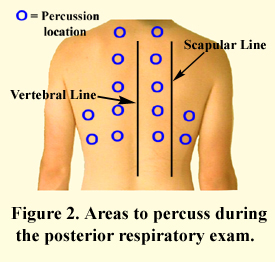 O = Percussion
location
Scapular Line
Vertebral Line
Figure 2. Areas to percuss during
the posterior respiratory exam.